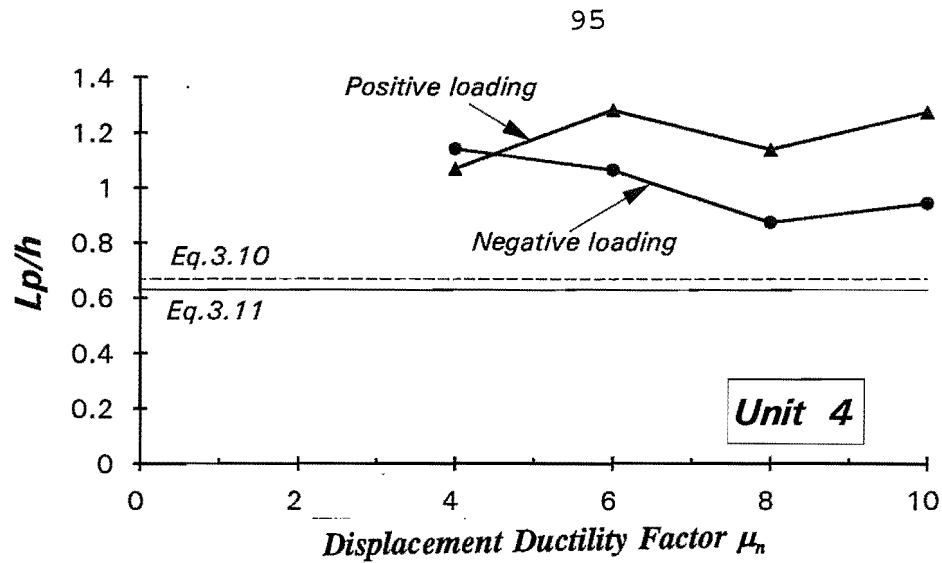 95
1.4
1.2
1
0.8
0.6
0.4
0.2
0
Lp/h
Positive loading
Negative loading
Eq.3.10
Eq.3.11
Unit 4
0 2 4 6 8 10
Displacement Ductility Factor μn